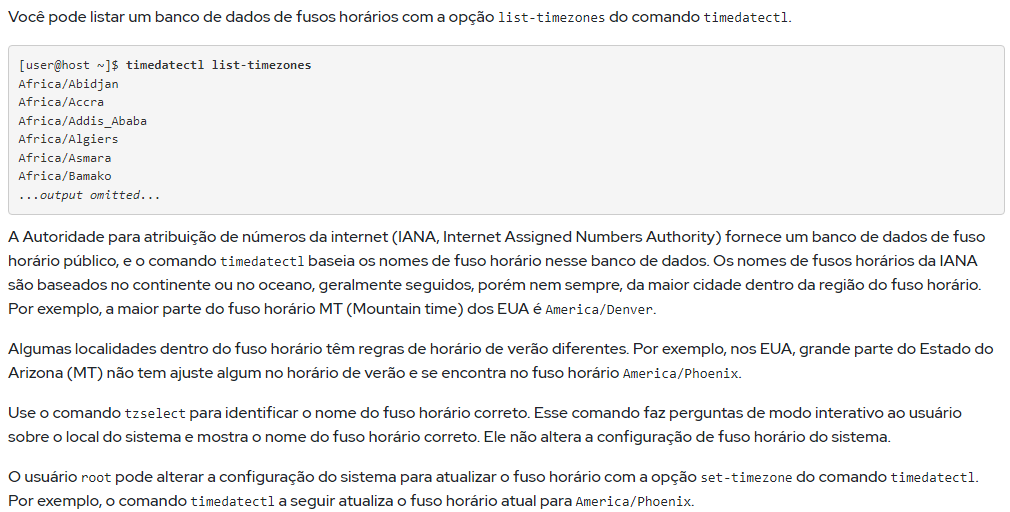 Você pode listar um banco de dados de fusos horários com a opção list-timezones do comando timedatectl.
[user@host ~]$ timedatectl list-timezones
Africa/Abidjan
Africa/Accra
Africa/Addis_Ababa
Africa/Algiers
Africa/Asmara
Africa/Bamako
...output omitted...
A Autoridade para atribuição de números da internet (IANA, Internet Assigned Numbers Authority) fornece um banco de dados de fuso
horário público, e o comando timedatectl baseia os nomes de fuso horário nesse banco de dados. Os nomes de fusos horários da IANA
são baseados no continente ou no oceano, geralmente seguidos, porém nem sempre, da maior cidade dentro da região do fuso horário.
Por exemplo, a maior parte do fuso horário MT (Mountain time) dos EUA é America/Denver.
Algumas localidades dentro do fuso horário têm regras de horário de verão diferentes. Por exemplo, nos EUA, grande parte do Estado do
Arizona (MT) não tem ajuste algum no horário de verão e se encontra no fuso horário America/Phoenix.
Use o comando tzselect para identificar o nome do fuso horário correto. Esse comando faz perguntas de modo interativo ao usuário
sobre o local do sistema e mostra o nome do fuso horário correto. Ele não altera a configuração de fuso horário do sistema.
O usuário root pode alterar a configuração do sistema para atualizar o fuso horário com a opção set-timezone do comando timedatectl.
Por exemplo, o comando timedatectl a seguir atualiza o fuso horário atual para America/Phoenix.